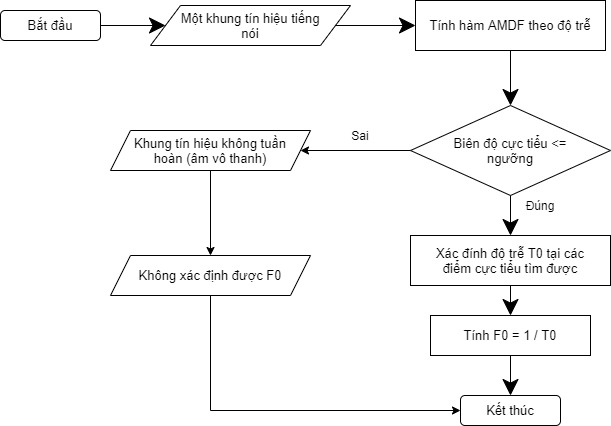 Bắt đầu
Một khung tín hiệu tiếng
nói
Tính hàm AMDF theo độ trễ
Biên độ cực tiểu <=
ngưỡng
Sai
Khung tín hiệu không tuần
hoàn (âm vô thanh)
Không xác định được F0
Đúng
Xác đính độ trễ T0 tại các
điểm cực tiểu tìm được
Tính F0 = 1 / T0
Kết thúc